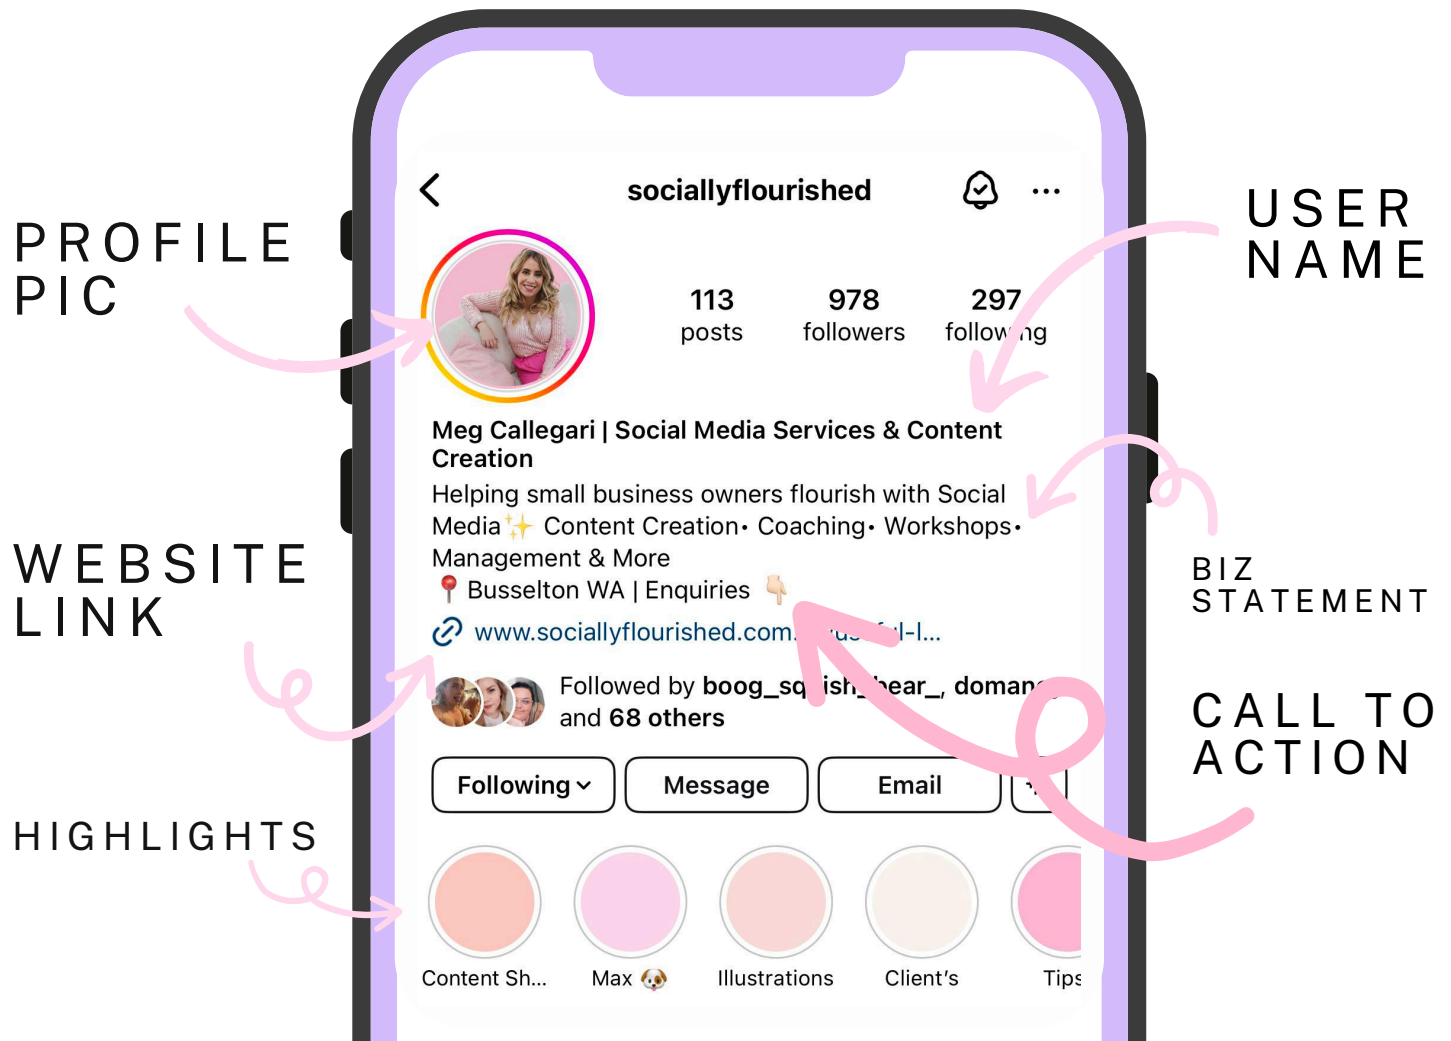 sociallyflourished
PROFILE
PIC
USER
NAME
113
posts
978
followers
297
following
Meg Callegari | Social Media Services & Content
Creation
Helping small business owners flourish with Social
Media✨ Content Creation• Coaching• Workshops•
Management & More
📍Busselton WA | Enquiries 👇🏻
WEBSITE
LINK
BIZ
STATEMENT
www.sociallyflourished.com
Followed by
and 68 others
CALL TO
ACTION
Following
Message
Email
HIGHLIGHTS
Content Sh...
Max 🐶
Illustrations
Client's
Tips